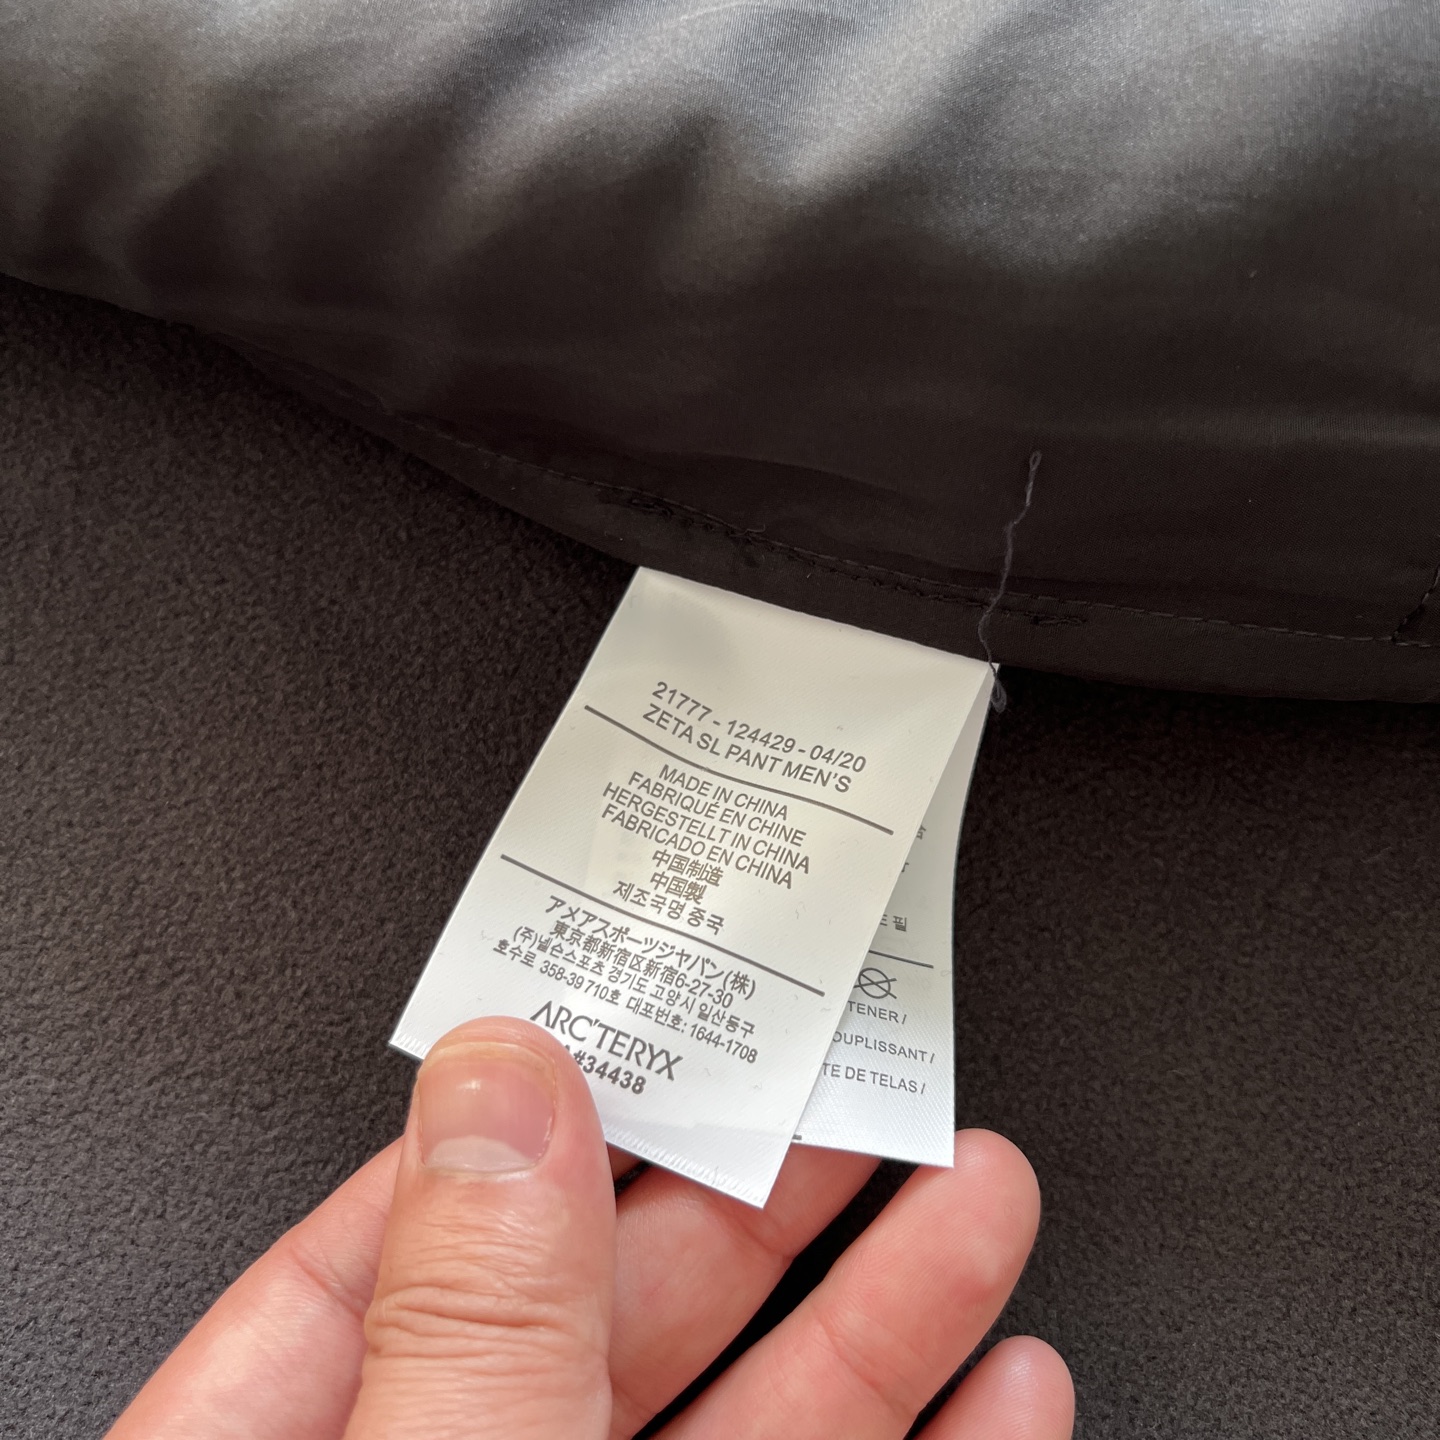 21777 - 124429 - 04/20
ZETA SL PANT MEN'S
MADE IN CHINA
FABRIQUÉ EN CHINE
HERGESTELLT IN CHINA
FABRICADO EN CHINA
中国制造
中国製
제조국명 중국
アメアスポーツジャパン(株)
東京都新宿区新宿6-27-30
(주)넬슨스포츠 경기도 고양시 일산동구
호수로 358-39 710호 대표번호: 1644-1708
ARC'TERYX
#34438
필
TENER /
OUPLISSANT /
TE DE TELAS /